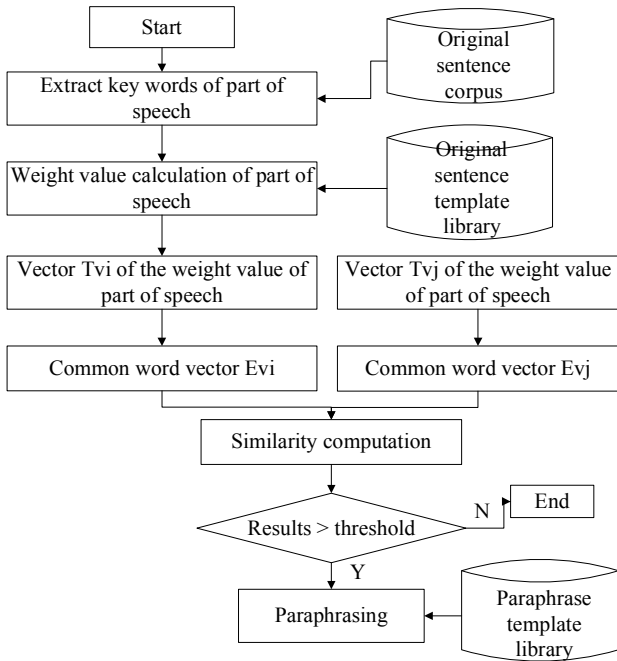 Start
Original
sentence
corpus
Extract key words of part of
speech
Original
sentence
template
library
Weight value calculation of part of
speech
Vector Tvi of the weight value of
part of speech
Vector Tvj of the weight value
of part of speech
Common word vector Evi
Common word vector Evj
Similarity computation
Results > threshold
N
End
Y
Paraphrasing
Paraphrase
template
library